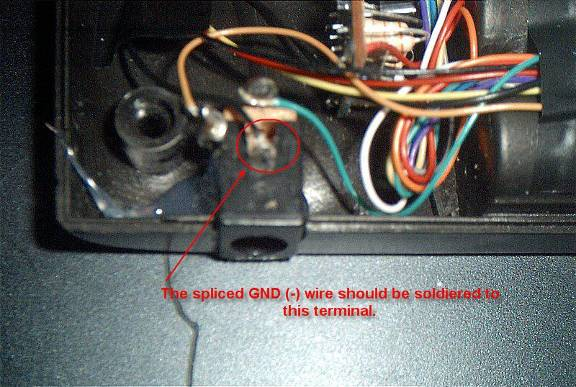 The spliced GND (-) wire should be soldiered to
this terminal.